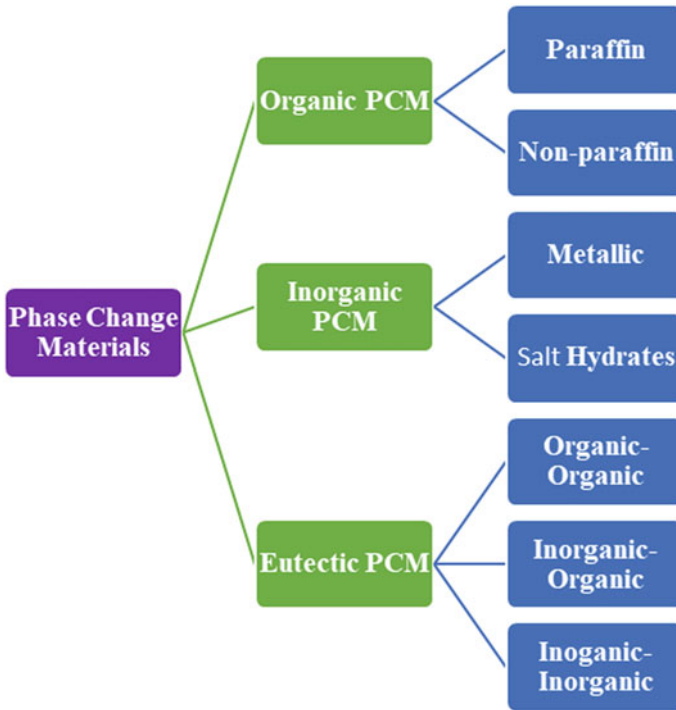 Paraffin
Organic PCM
Non-paraffin
Metallic
Inorganic
PCM
Phase Change
Materials
Salt Hydrates
Organic-
Organic
Eutectic PCM
Inorganic-
Organic
Inoganic-
Inorganic